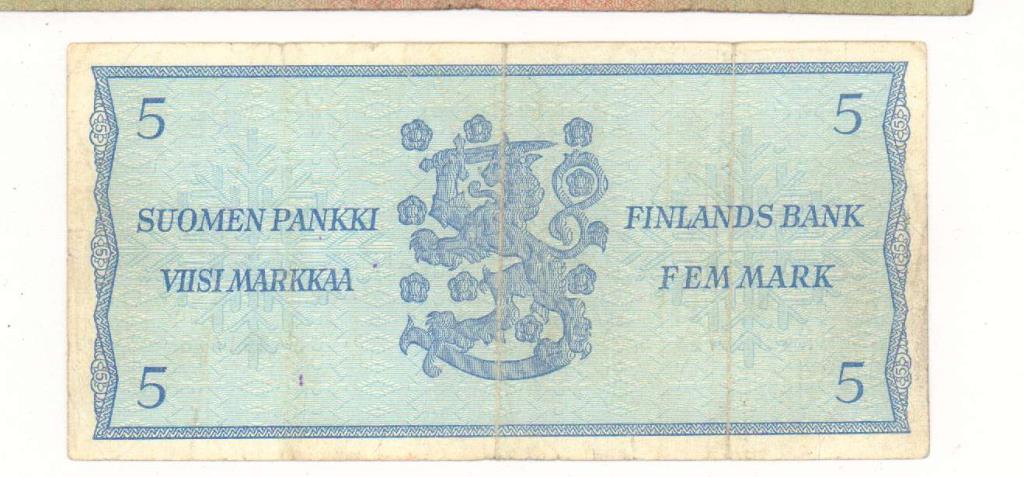 5
5
SUOMEN PANKKI
FINLANDS BANK
VIISI MARKKAA
FEM MARK
5
5